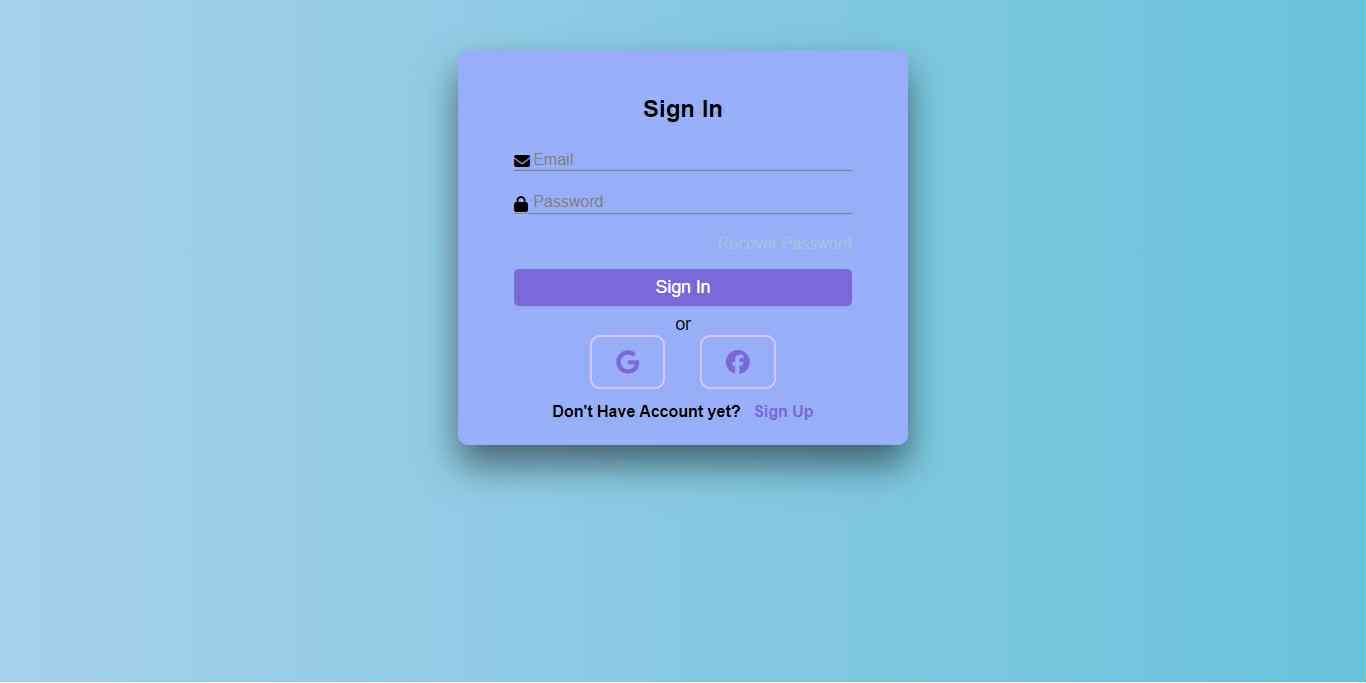 Sign In
Email
Password
Recover Password
Sign In
or
Don't Have Account yet? Sign Up